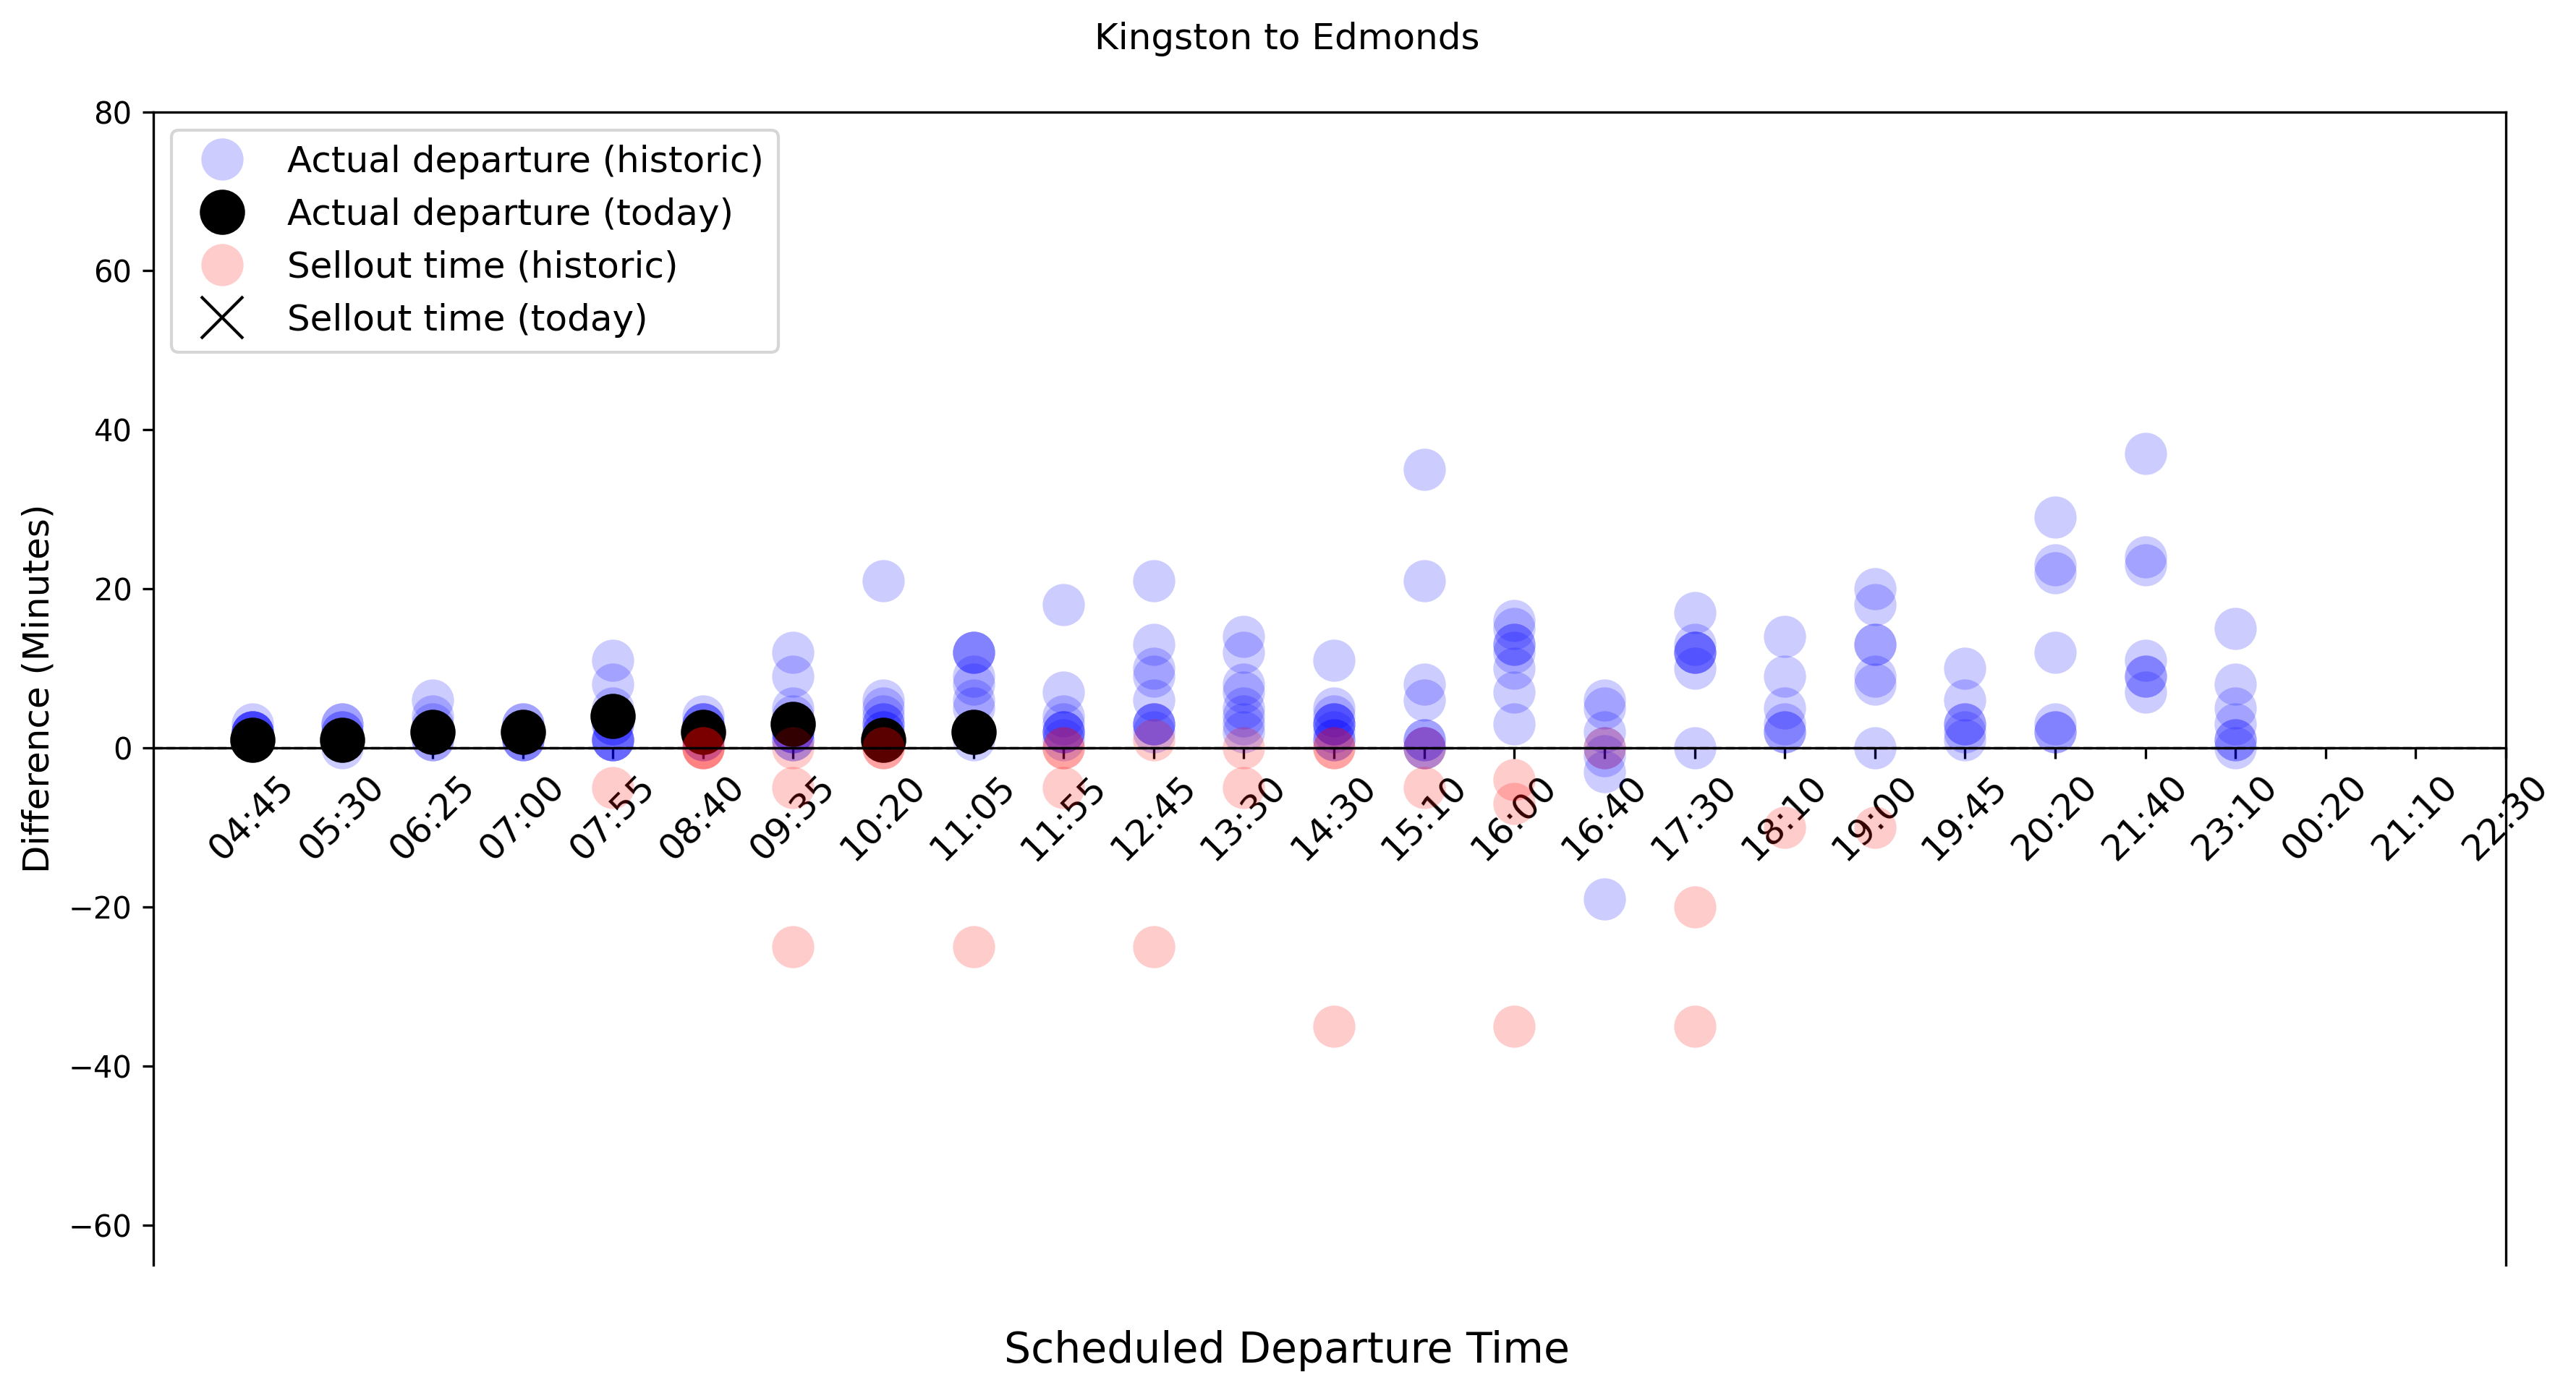 Kingston to Edmonds
80
60
40
20
0
−20
−40
−60
Difference (Minutes)
Actual departure (historic)
Actual departure (today)
Sellout time (historic)
Sellout time (today)
04:45 05:30 06:25 07:00 07:55 08:40 09:35 10:20 11:05 11:55 12:45 13:30 14:30 15:10 16:00 16:40 17:30 18:10 19:00 19:45 20:20 21:40 23:10 00:20 21:10 22:30
Scheduled Departure Time